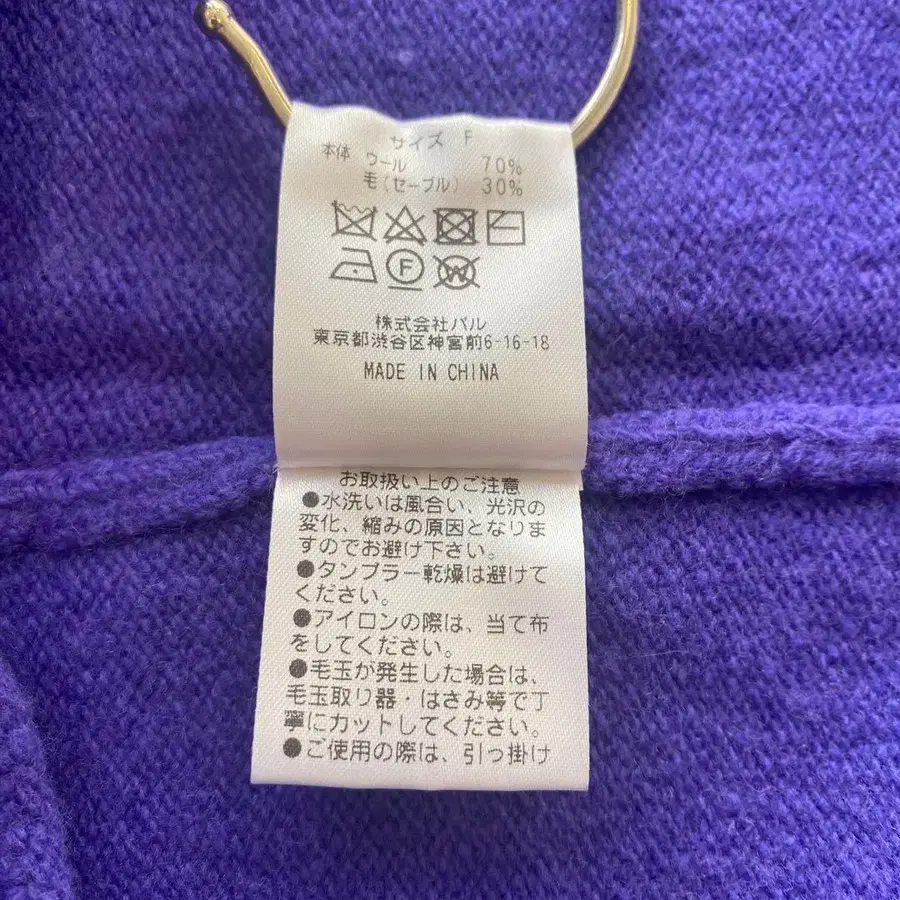 サイズ F
本体 ウール 70%
毛(セーブル) 30%
F W
株式会社パル
東京都渋谷区神宮前6-16-18
MADE IN CHINA
お取扱い上のご注意
●水洗いは風合い、光沢の
変化、縮みの原因となりま
すのでお避け下さい。
●タンブラー乾燥は避けて
ください。
●アイロンの際は、当て布
をしてください。
●毛玉が発生した場合は、
毛玉取り器・はさみ等で丁
寧にカットしてください。
●ご使用の際は、引っ掛け